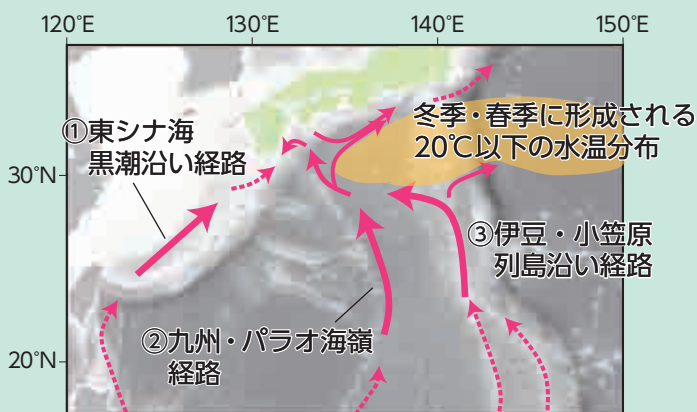 120°E
130°E
140°E
150°E
30°N
20°N
①東シナ海
黒潮沿い経路
冬季・春季に形成される
20℃以下の水温分布
③伊豆・小笠原
列島沿い経路
②九州・パラオ海嶺
経路